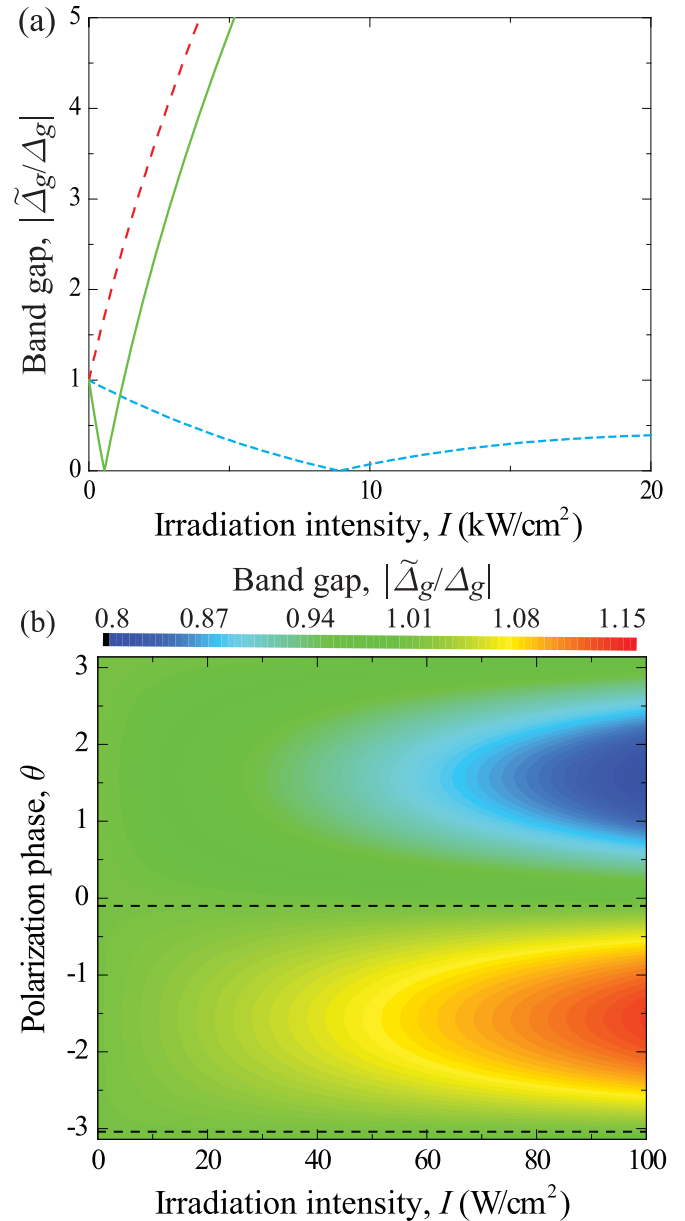 (a)
Band gap, |Δ̃g/Δg|
5
4
3
2
1
0
0 10 20
Irradiation intensity, I (kW/cm²)
Band gap, |Δ̃g/Δg|
(b)
0.8 0.87 0.94 1.01 1.08 1.15
Polarization phase, θ
3
2
1
0
-1
-2
-3
0 20 40 60 80 100
Irradiation intensity, I (W/cm²)